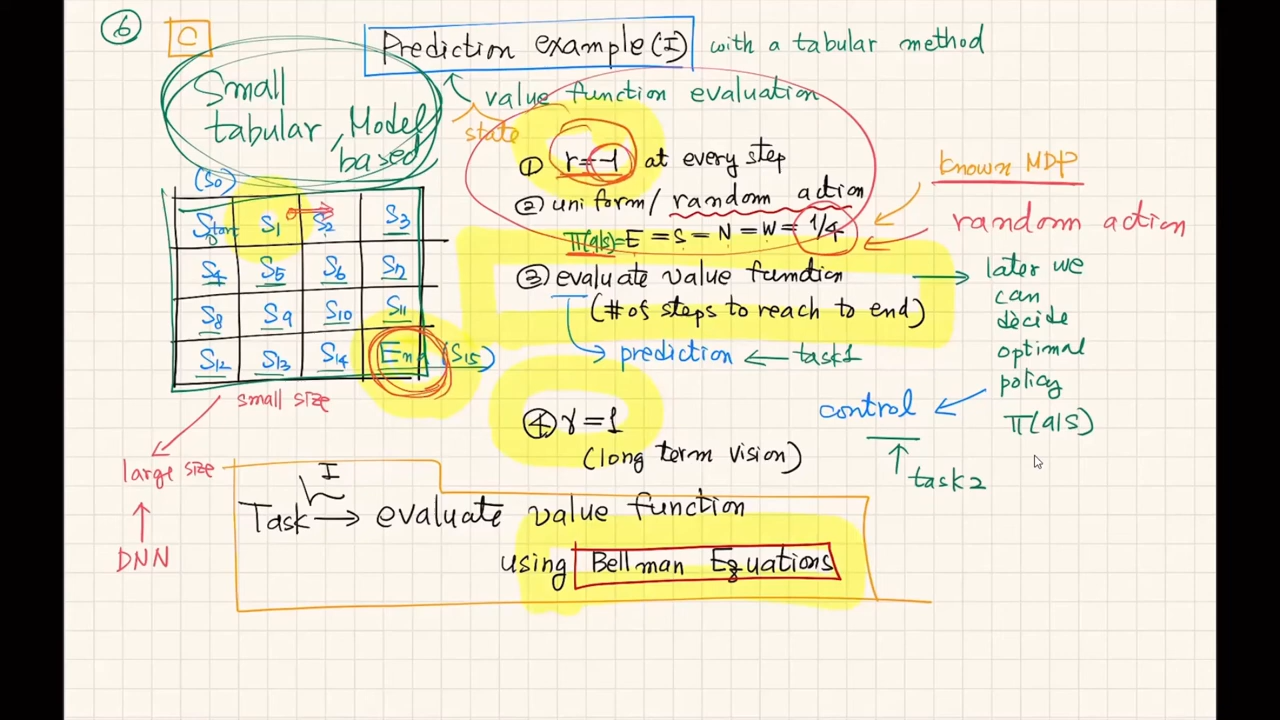 6
C
Prediction example(I) with a tabular method
Small
tabular, Model
based
value function evaluation
state
① r=-1 at every step
② uniform/random action
π(a|s)=E=S=N=W=1/4
③ evaluate value function
(# of steps to reach to end)
prediction ← task1
④ γ=1
(long term vision)
known MDP
random action
later we
can
decide
optimal
policy
π(a|s)
control
task2
(S0)
Start S1 S2 S3
S4 S5 S6 S7
S8 S9 S10 S11
S12 S13 S14 End (S15)
small size
large size
DNN
I
Task → evaluate value function
using Bellman Equations